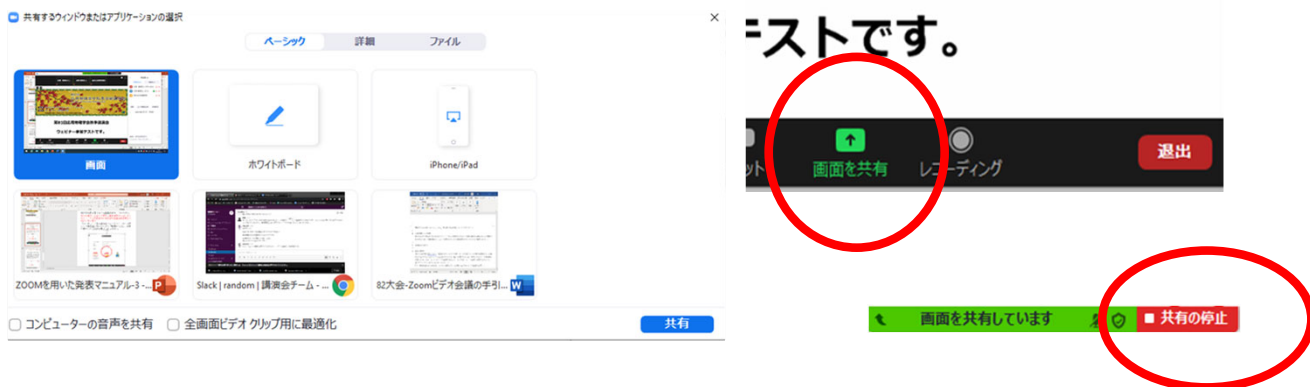 共有するウィンドウまたはアプリケーションの選択
ベーシック 詳細 ファイル
画面
ホワイトボード
iPhone/iPad
ZOOMを用いた発表マニュアル-3 -...
Slack | random | 講演会チーム - ...
82大会-Zoomビデオ会議の手引...
コンピューターの音声を共有 全画面ビデオ クリップ用に最適化
共有
テストです。
画面を共有 レコーディング 退出
画面を共有しています 共有の停止